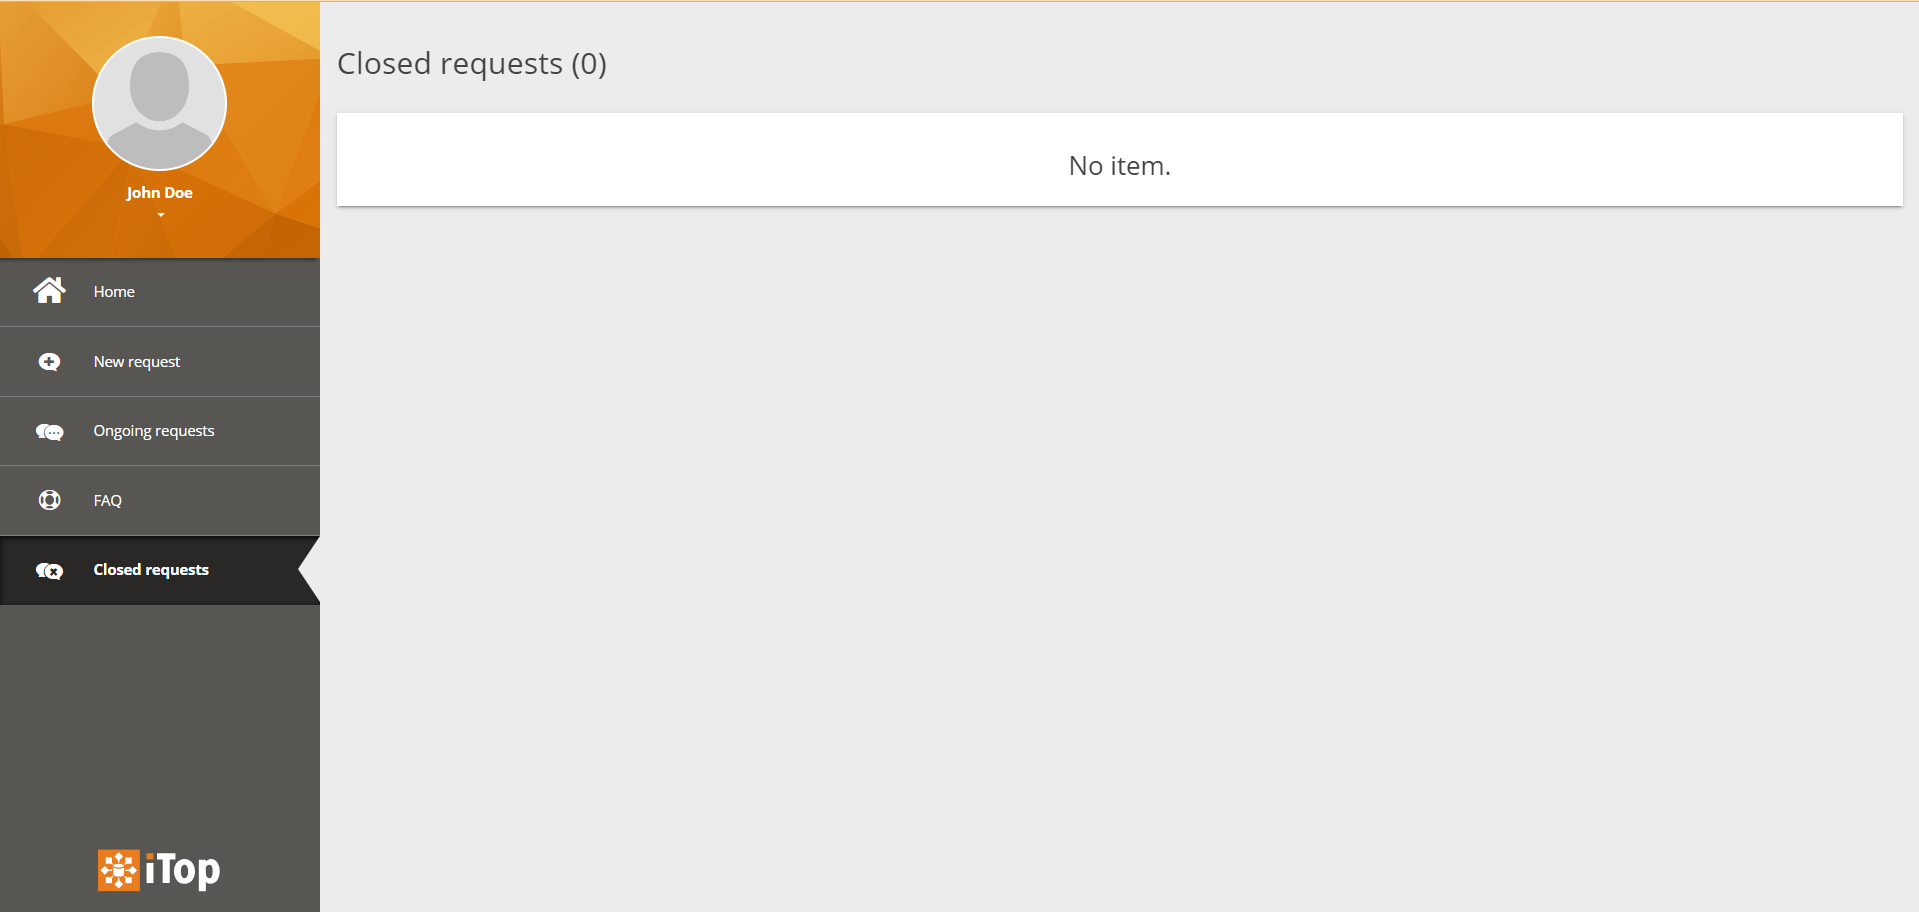 John Doe
Home
New request
Ongoing requests
FAQ
Closed requests
iTop
Closed requests (0)
No item.